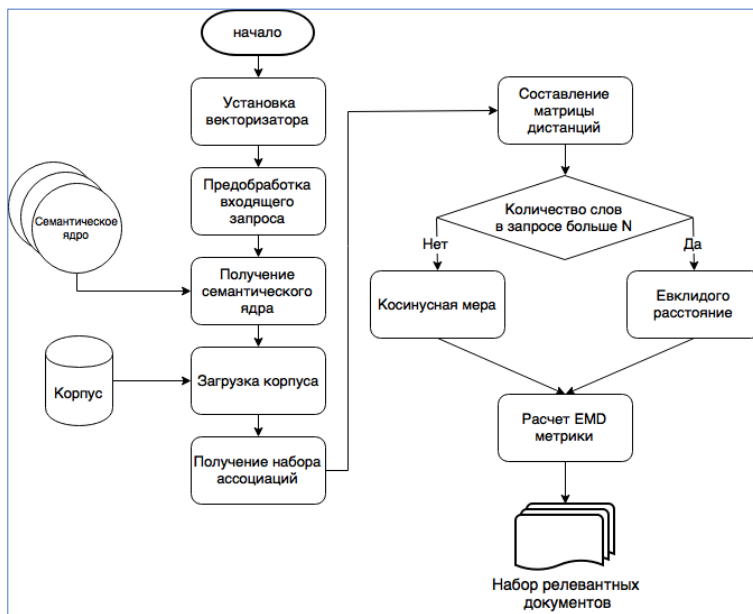 начало
Установка
векторизатора
Предобработка
входящего
запроса
Семантическое
ядро
Получение
семантического
ядра
Корпус
Загрузка корпуса
Получение набора
ассоциаций
Составление
матрицы
дистанций
Количество слов
в запросе больше N
Нет
Да
Косинусная мера
Евклидого
расстояние
Расчет EMD
метрики
Набор релевантных
документов